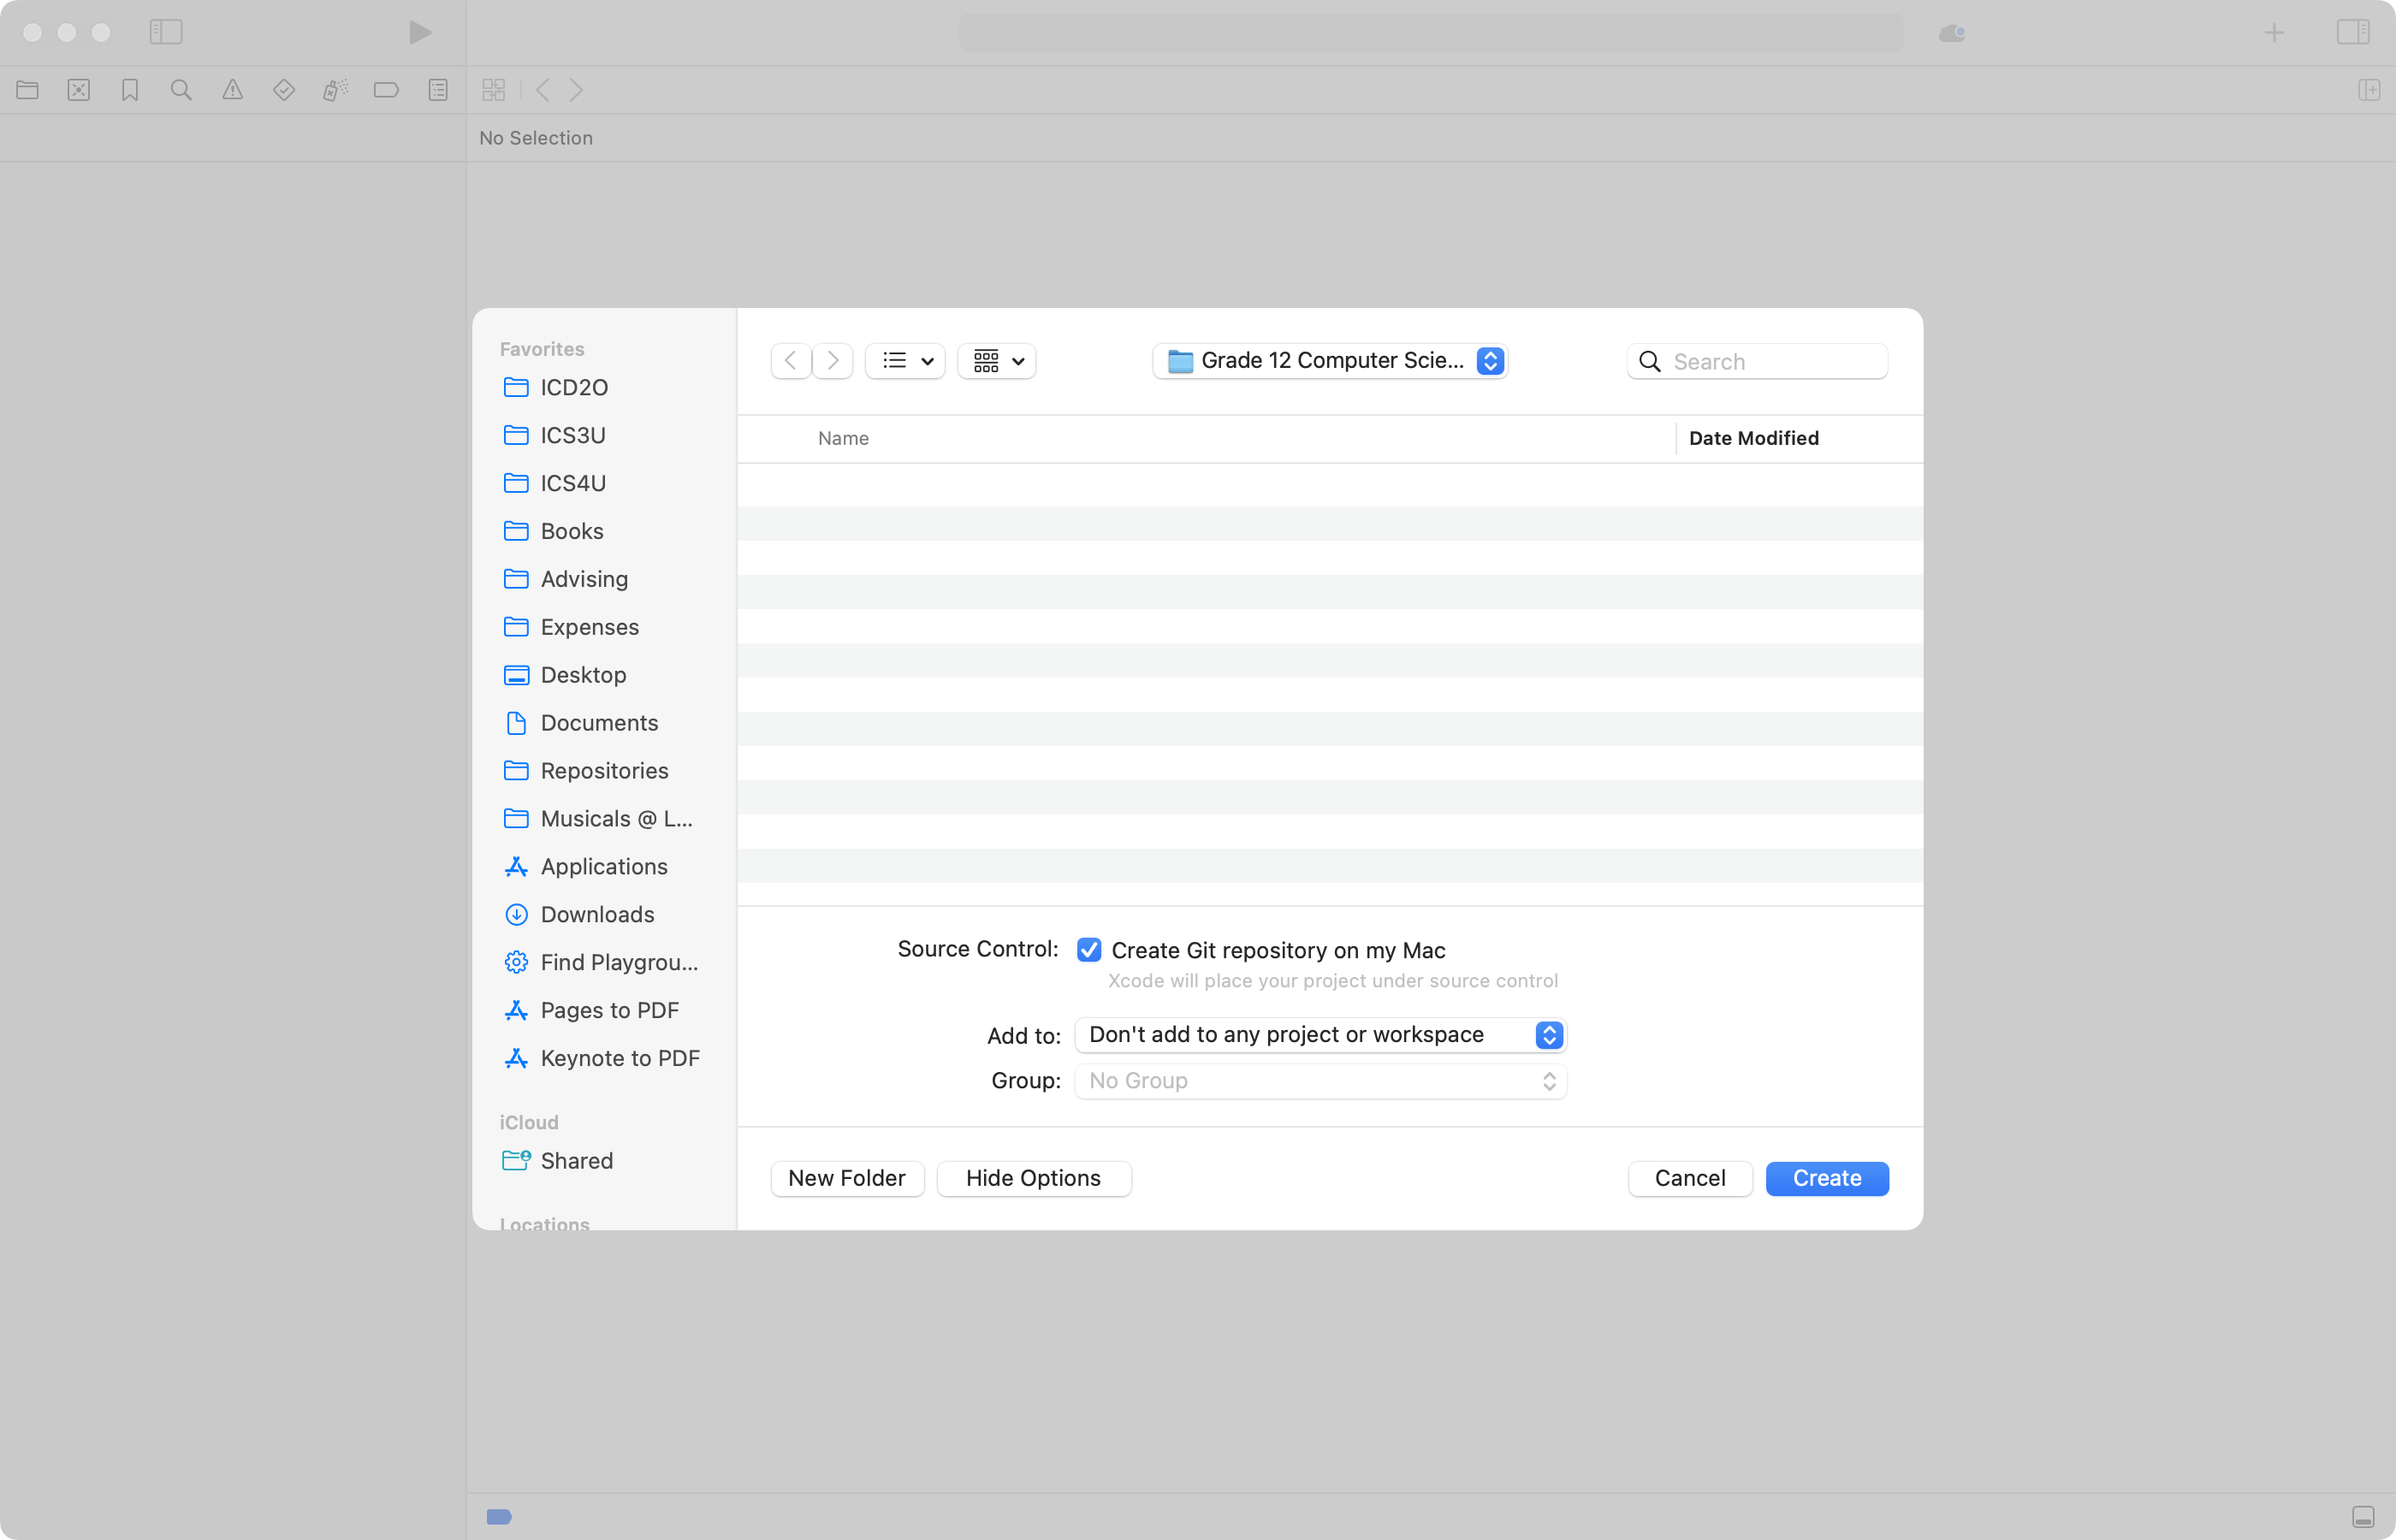 No Selection
Favorites
ICD2O
ICS3U
ICS4U
Books
Advising
Expenses
Desktop
Documents
Repositories
Musicals @ L...
Applications
Downloads
Find Playgrou...
Pages to PDF
Keynote to PDF
iCloud
Shared
Locations
Grade 12 Computer Scie...
Search
Name
Date Modified
Source Control:
Create Git repository on my Mac
Xcode will place your project under source control
Add to:
Don't add to any project or workspace
Group:
No Group
New Folder
Hide Options
Cancel
Create